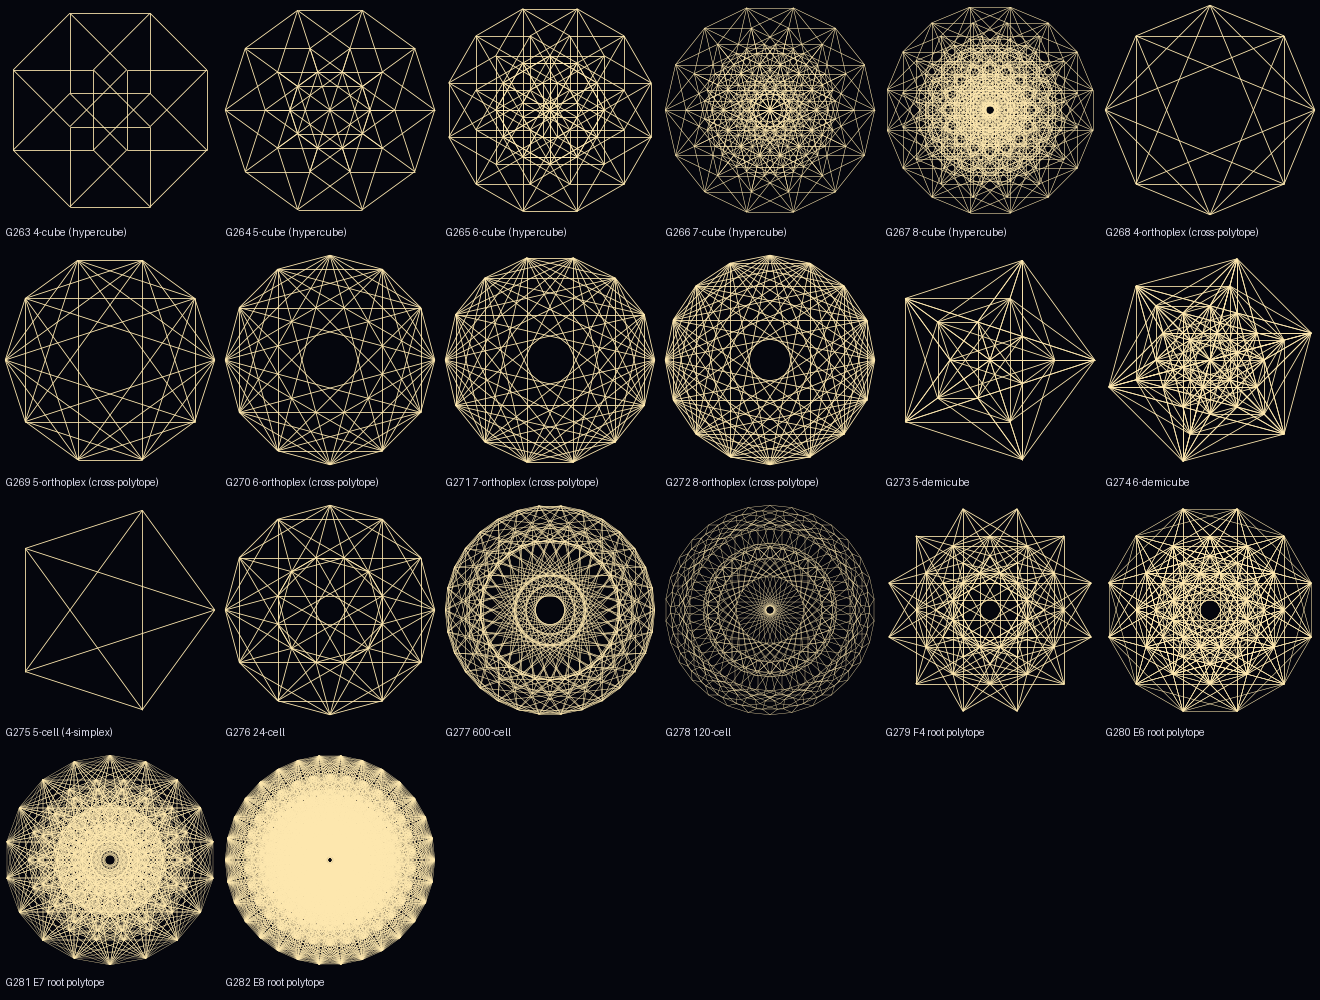 G263 4-cube (hypercube)
G264 5-cube (hypercube)
G265 6-cube (hypercube)
G266 7-cube (hypercube)
G267 8-cube (hypercube)
G268 4-orthoplex (cross-polytope)
G269 5-orthoplex (cross-polytope)
G270 6-orthoplex (cross-polytope)
G271 7-orthoplex (cross-polytope)
G272 8-orthoplex (cross-polytope)
G273 5-demicube
G274 6-demicube
G275 5-cell (4-simplex)
G276 24-cell
G277 600-cell
G278 120-cell
G279 F4 root polytope
G280 E6 root polytope
G281 E7 root polytope
G282 E8 root polytope